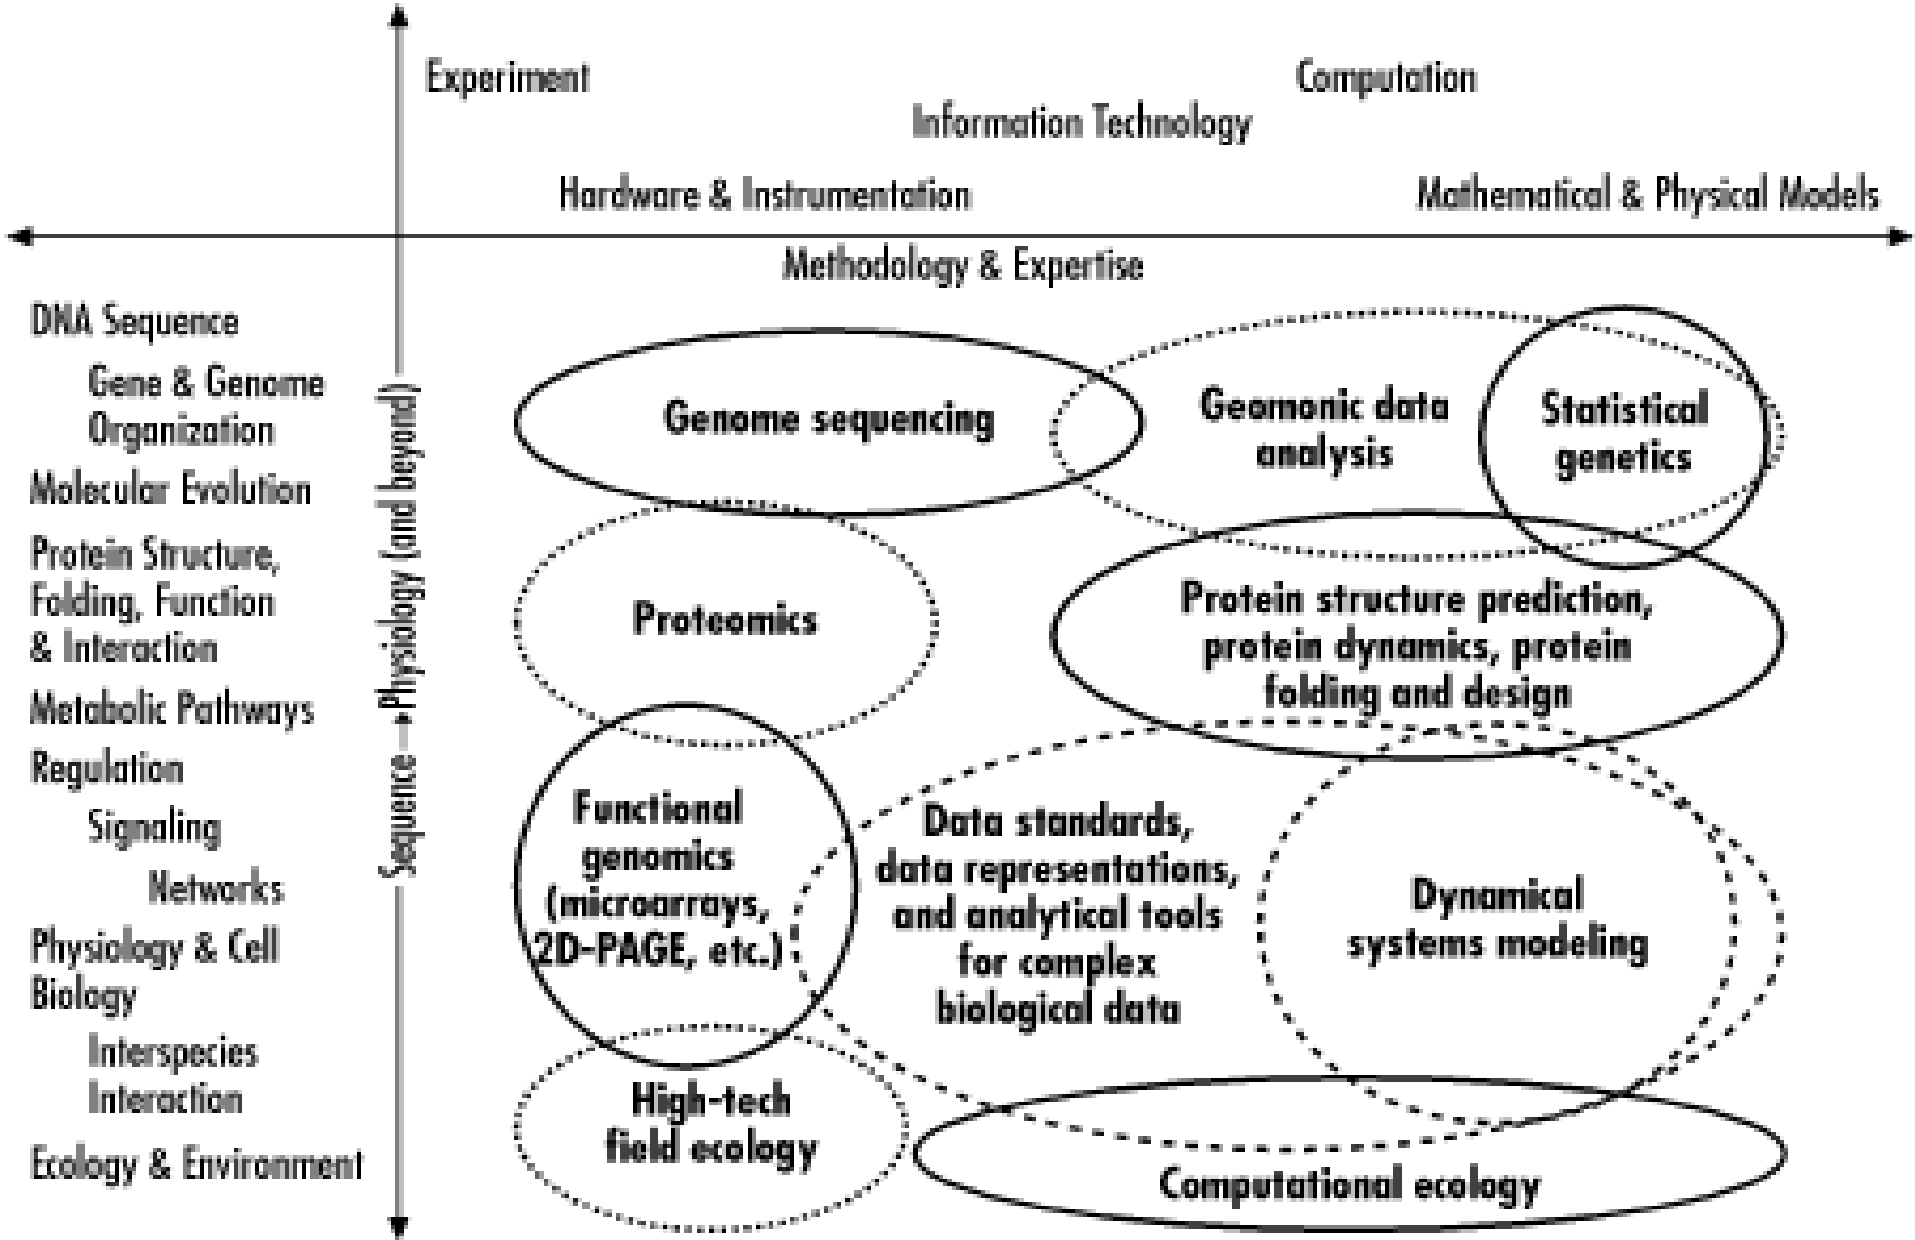 Experiment
Computation
Information Technology
Hardware & Instrumentation
Mathematical & Physical Models
Methodology & Expertise
Sequence → Physiology (and beyond)
DNA Sequence
Gene & Genome
Organization
Molecular Evolution
Protein Structure,
Folding, Function
& Interaction
Metabolic Pathways
Regulation
Signaling
Networks
Physiology & Cell
Biology
Interspecies
Interaction
Ecology & Environment
Genome sequencing
Geomonic data
analysis
Statistical
genetics
Proteomics
Protein structure prediction,
protein dynamics, protein
folding and design
Functional
genomics
(microarrays,
2D-PAGE, etc.)
Data standards,
data representations,
and analytical tools
for complex
biological data
Dynamical
systems modeling
High-tech
field ecology
Computational ecology